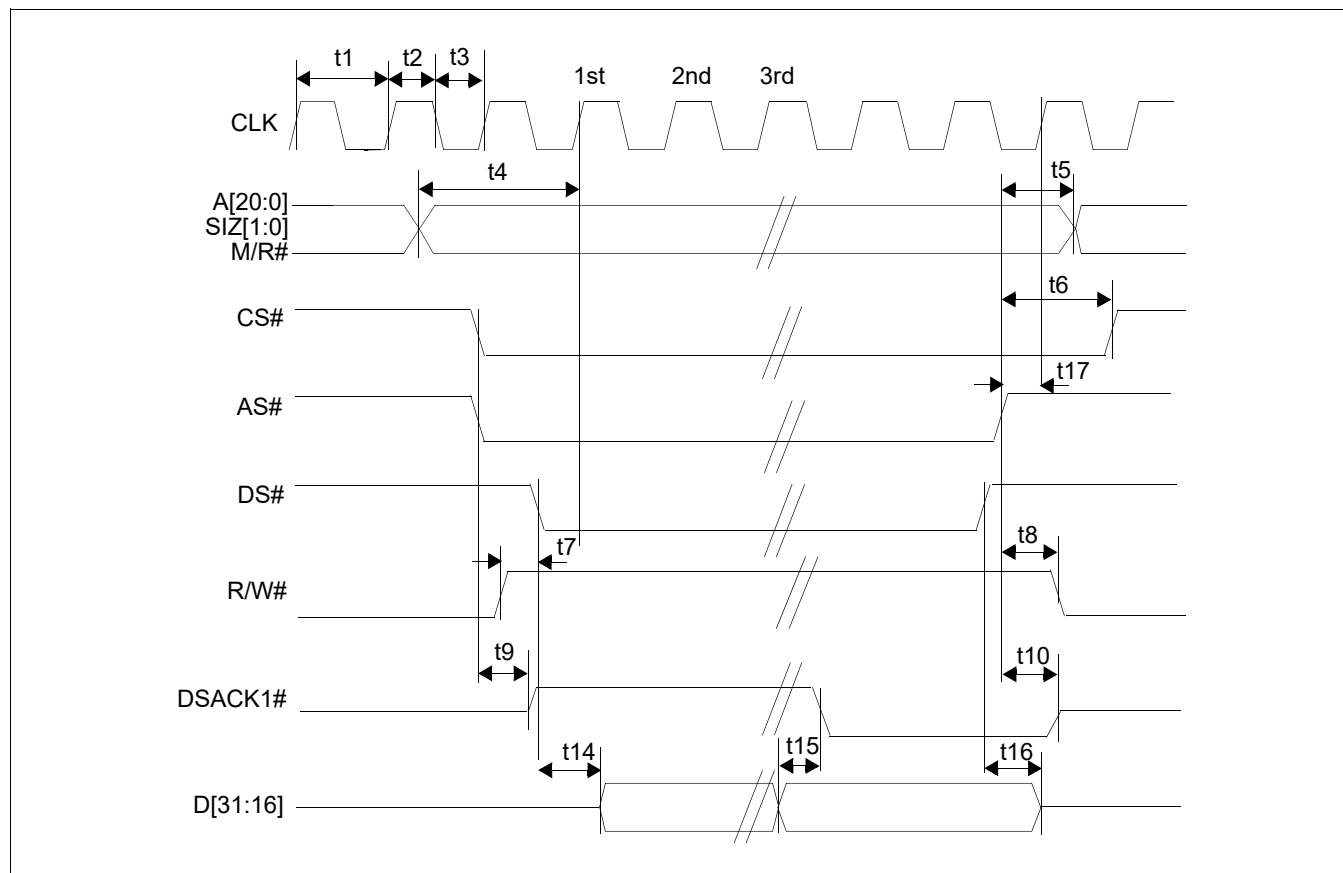 t1 t2 t3
1st 2nd 3rd
CLK
t4 t5
A[20:0]
SIZ[1:0]
M/R#
t6
CS#
t17
AS#
DS#
t7 t8
R/W#
t9 t10
DSACK1#
t14 t15 t16
D[31:16]